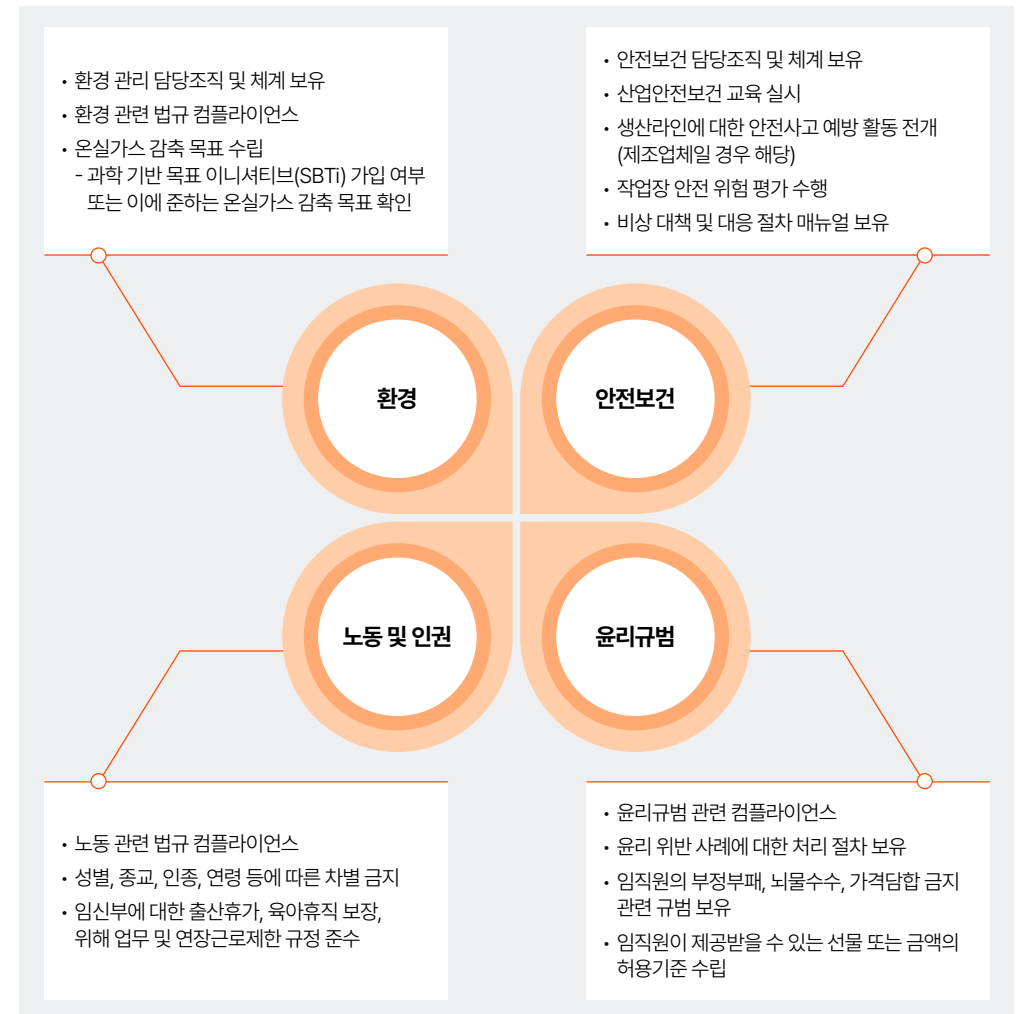 • 환경 관리 담당조직 및 체계 보유
• 환경 관련 법규 컴플라이언스
• 온실가스 감축 목표 수립
- 과학 기반 목표 이니셔티브(SBTi) 가입 여부
또는 이에 준하는 온실가스 감축 목표 확인
• 안전보건 담당조직 및 체계 보유
• 산업안전보건 교육 실시
• 생산라인에 대한 안전사고 예방 활동 전개
(제조업체일 경우 해당)
• 작업장 안전 위험 평가 수행
• 비상 대책 및 대응 절차 매뉴얼 보유
환경
안전보건
노동 및 인권
윤리규범
• 노동 관련 법규 컴플라이언스
• 성별, 종교, 인종, 연령 등에 따른 차별 금지
• 임신부에 대한 출산휴가, 육아휴직 보장,
위해 업무 및 연장근로제한 규정 준수
• 윤리규범 관련 컴플라이언스
• 윤리 위반 사례에 대한 처리 절차 보유
• 임직원의 부정부패, 뇌물수수, 가격담합 금지
관련 규범 보유
• 임직원이 제공받을 수 있는 선물 또는 금액의
허용기준 수립